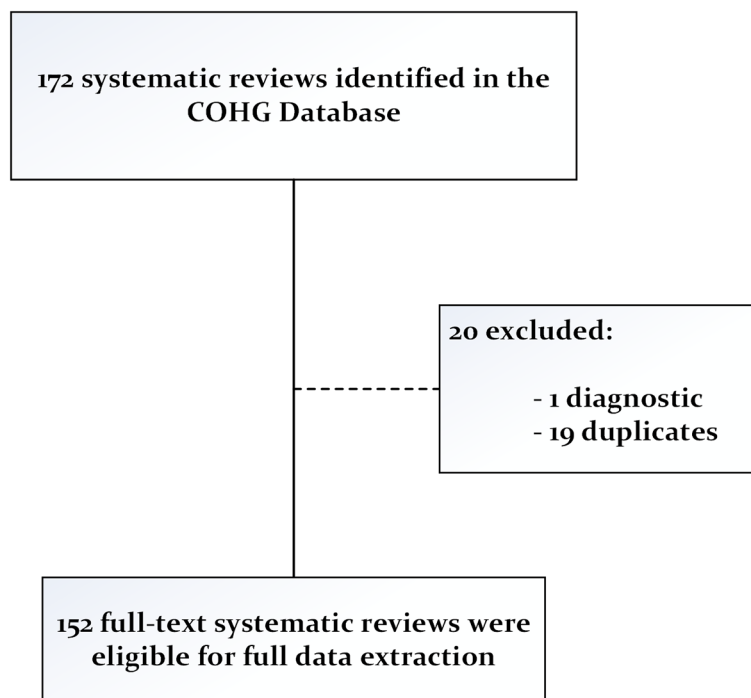 172 systematic reviews identified in the
COHG Database
20 excluded:
- 1 diagnostic
- 19 duplicates
152 full-text systematic reviews were
eligible for full data extraction